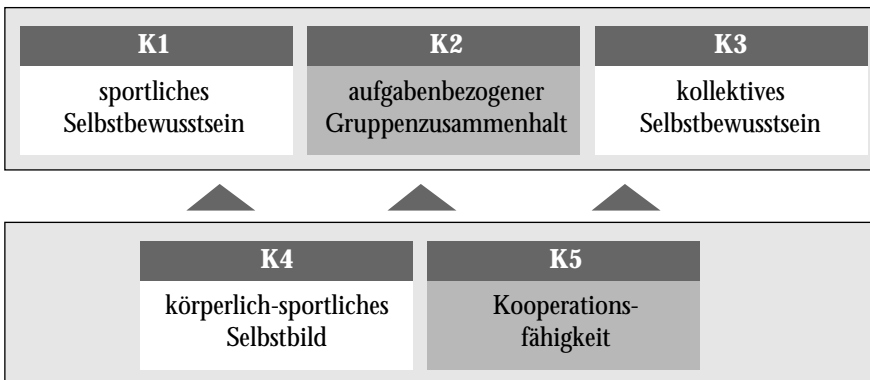 K1
sportliches
Selbstbewusstsein
K2
aufgabenbezogener
Gruppenzusammenhalt
K3
kollektives
Selbstbewusstsein
K4
körperlich-sportliches
Selbstbild
K5
Kooperations-
fähigkeit